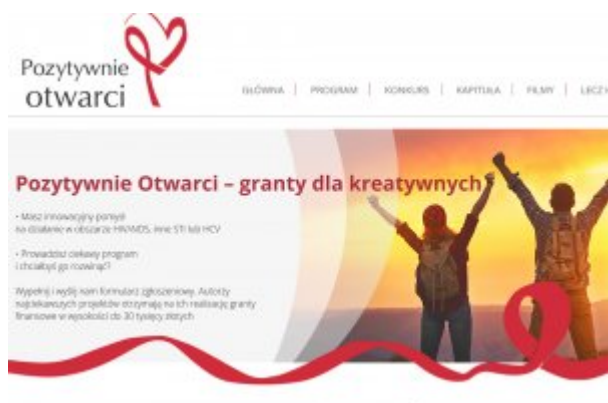 Pozytywnie
otwarci
GŁÓWNA | PROGRAM | KONKURS | KAPITUŁA | FILMY | LECZ
Pozytywnie Otwarci – granty dla kreatywnych
• Masz innowacyjny pomysł
na działanie w obszarze HIV/AIDS, inne STI lub HCV
• Prowadzisz ciekawy program
i chciałbyś go rozwinąć?
Wypełnij i wyślij nam formularz zgłoszeniowy. Autorzy
najciekawszych projektów otrzymają na ich realizację granty
finansowe w wysokości do 30 tysięcy złotych